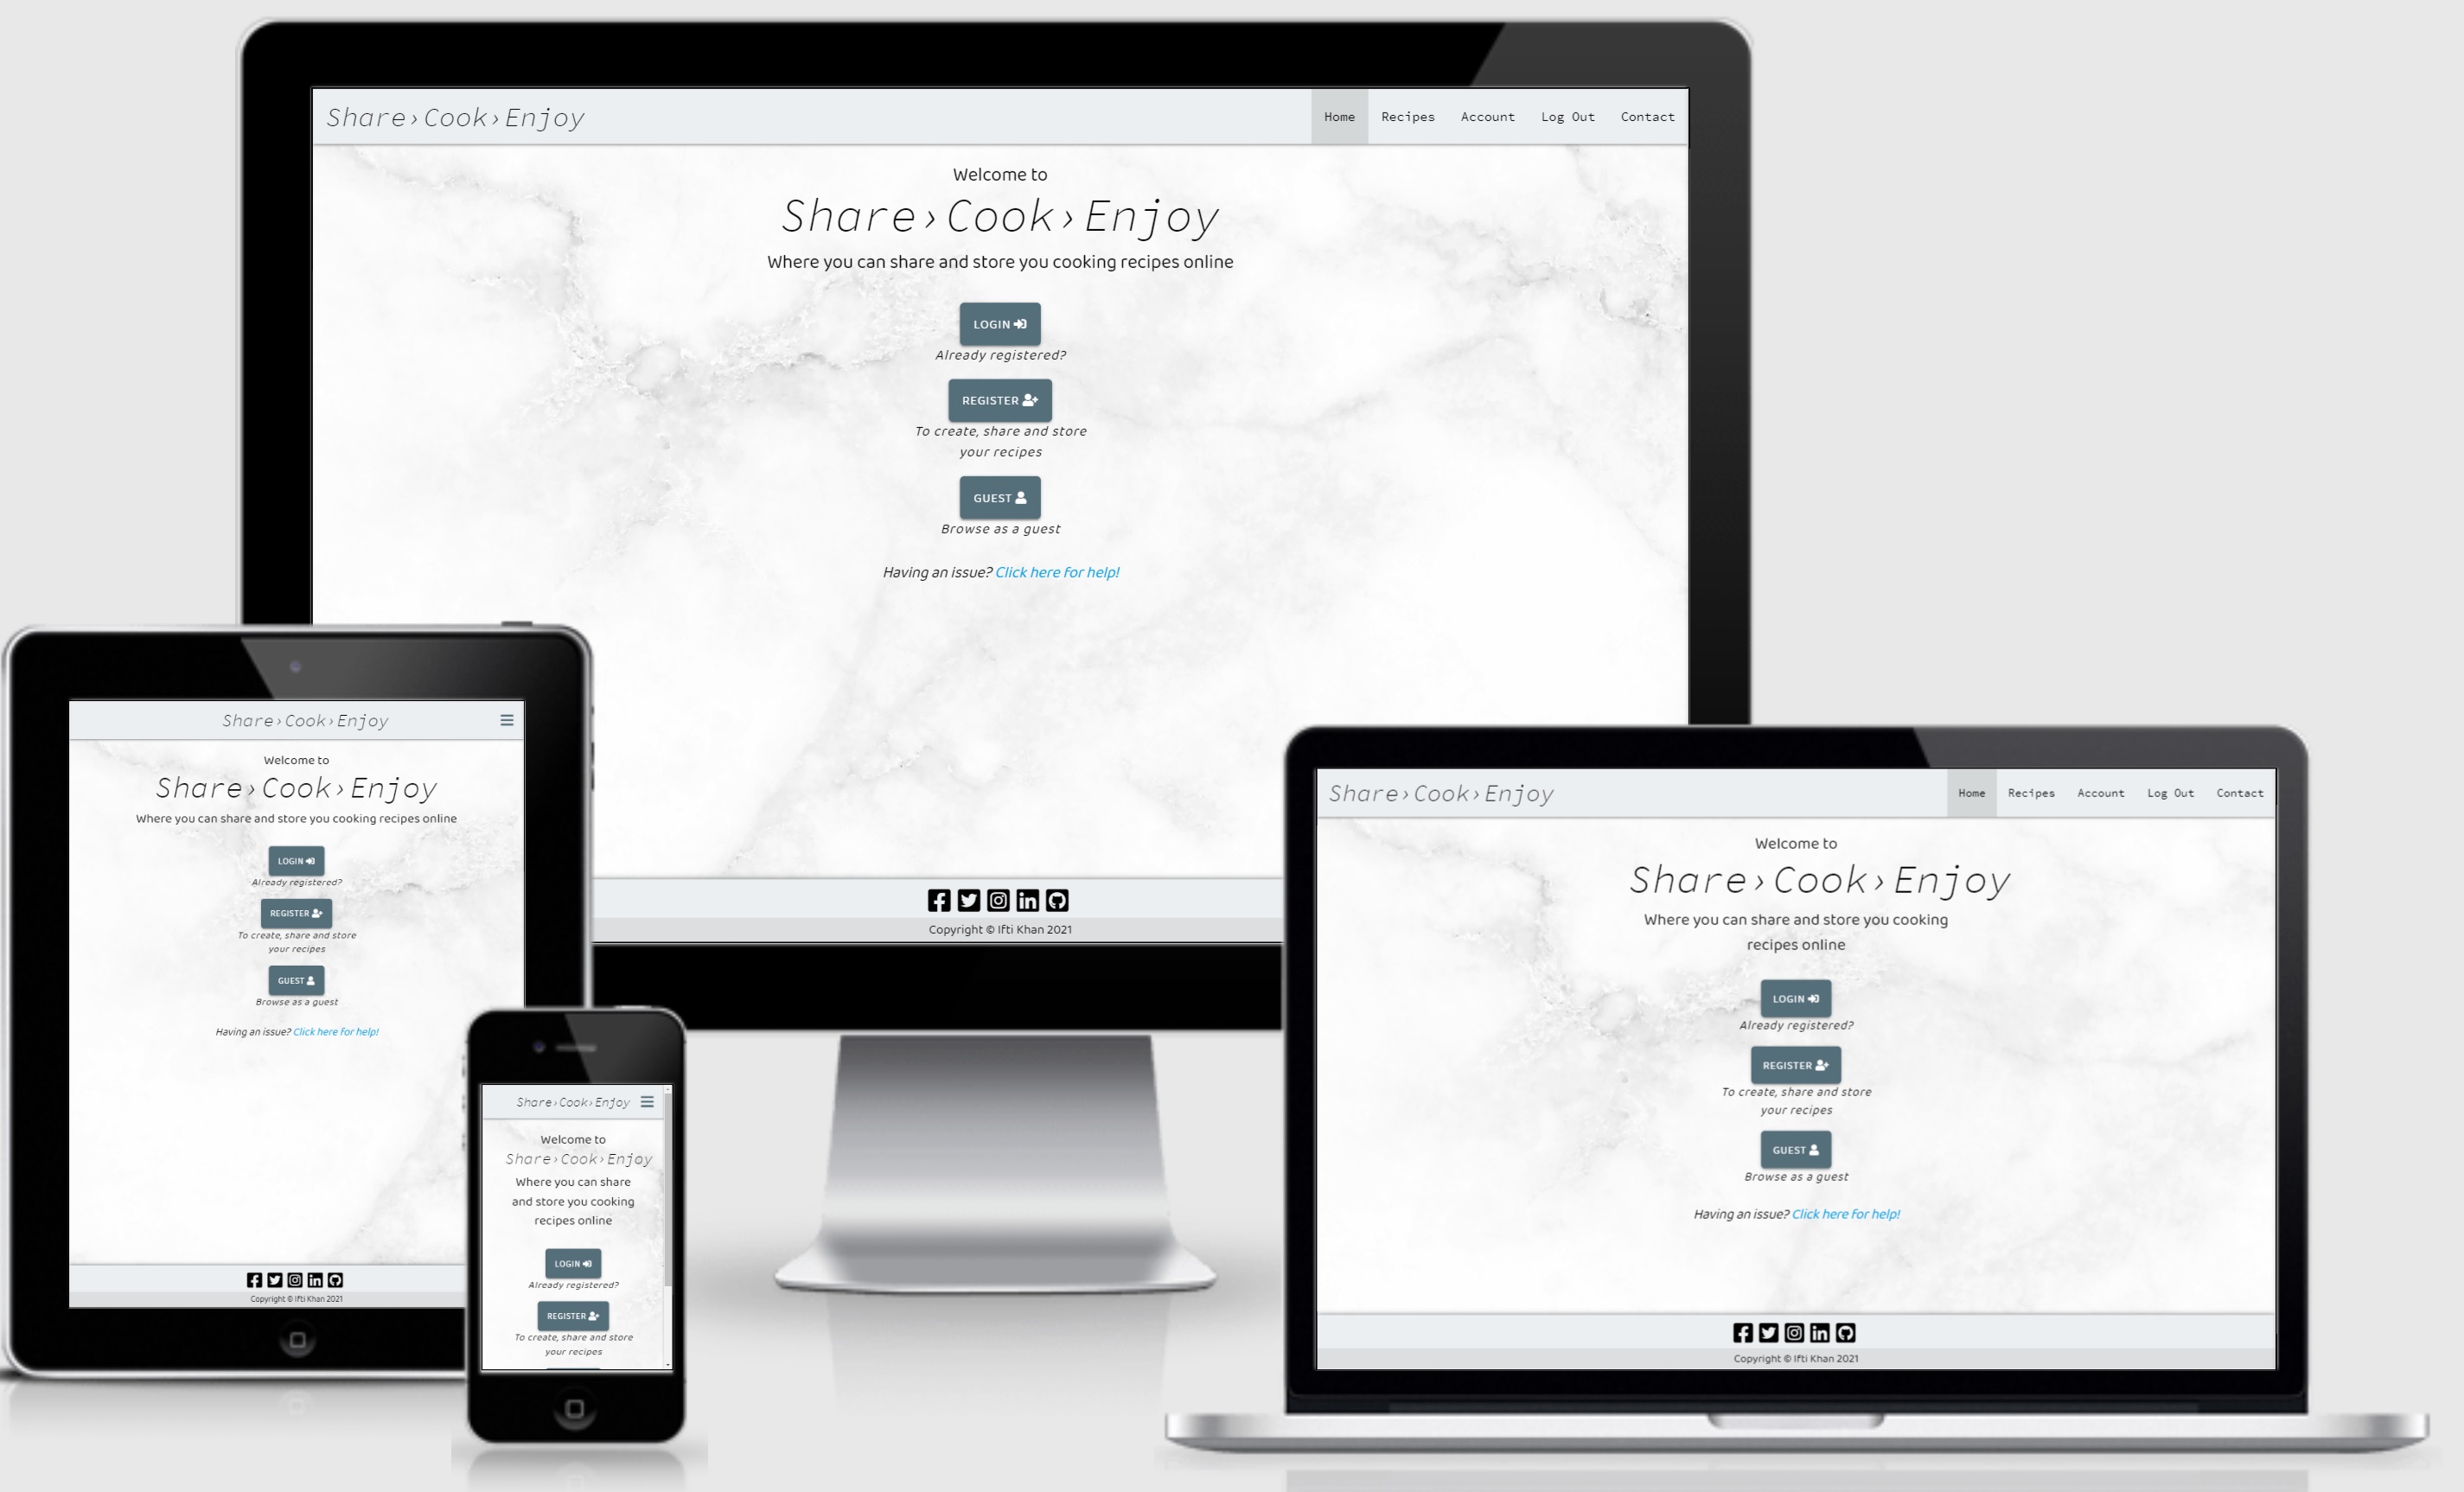 Share›Cook›Enjoy
Home Recipes Account Log Out Contact
Welcome to
Share›Cook›Enjoy
Where you can share and store you cooking recipes online
LOGIN
Already registered?
REGISTER
To create, share and store
your recipes
GUEST
Browse as a guest
Having an issue? Click here for help!
Copyright © Ifti Khan 2021
Share›Cook›Enjoy
Welcome to
Share›Cook›Enjoy
Where you can share and store you cooking recipes online
LOGIN
Already registered?
REGISTER
To create, share and store
your recipes
GUEST
Browse as a guest
Having an issue? Click here for help!
Copyright © Ifti Khan 2021
Share›Cook›Enjoy
Welcome to
Share›Cook›Enjoy
Where you can share
and store you cooking
recipes online
LOGIN
Already registered?
REGISTER
To create, share and store
your recipes
Share›Cook›Enjoy
Home Recipes Account Log Out Contact
Welcome to
Share›Cook›Enjoy
Where you can share and store you cooking
recipes online
LOGIN
Already registered?
REGISTER
To create, share and store
your recipes
GUEST
Browse as a guest
Having an issue? Click here for help!
Copyright © Ifti Khan 2021